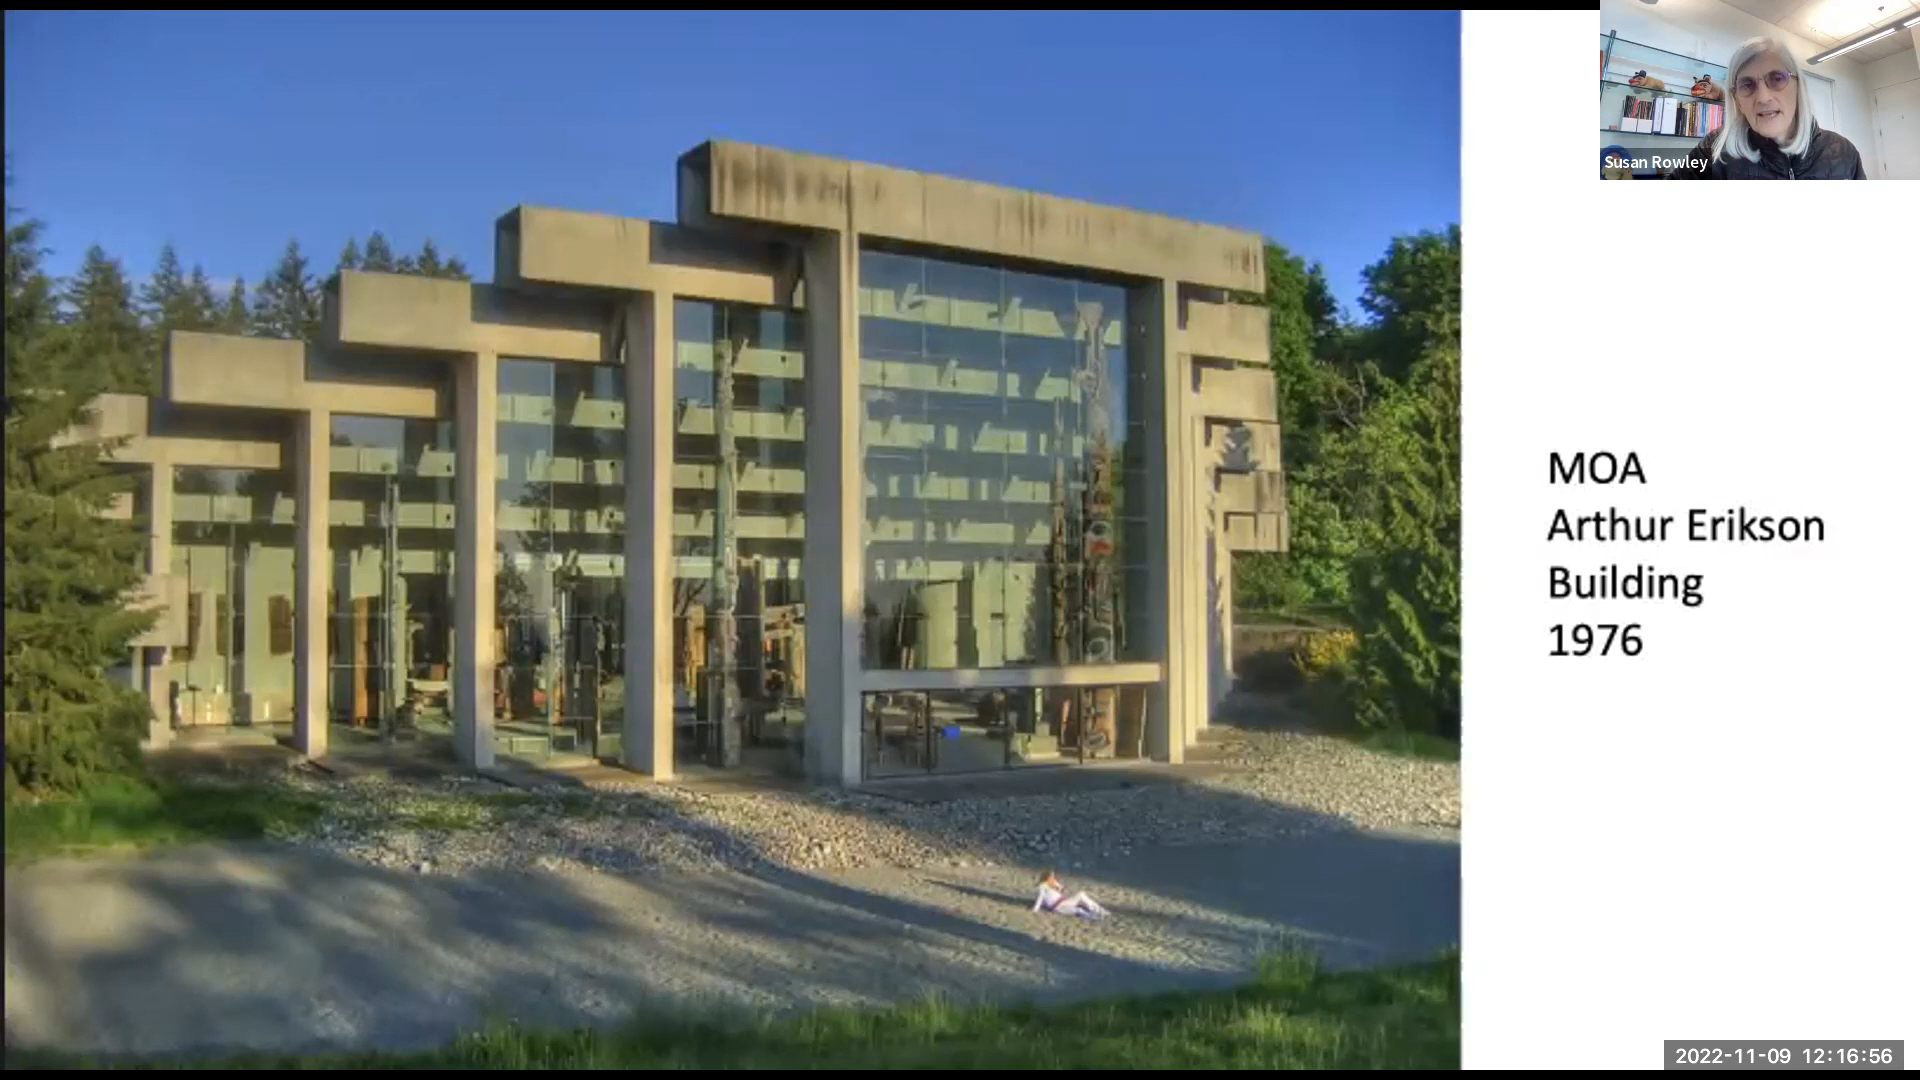 Susan Rowley
MOA
Arthur Erikson
Building
1976
2022-11-09 12:16:56